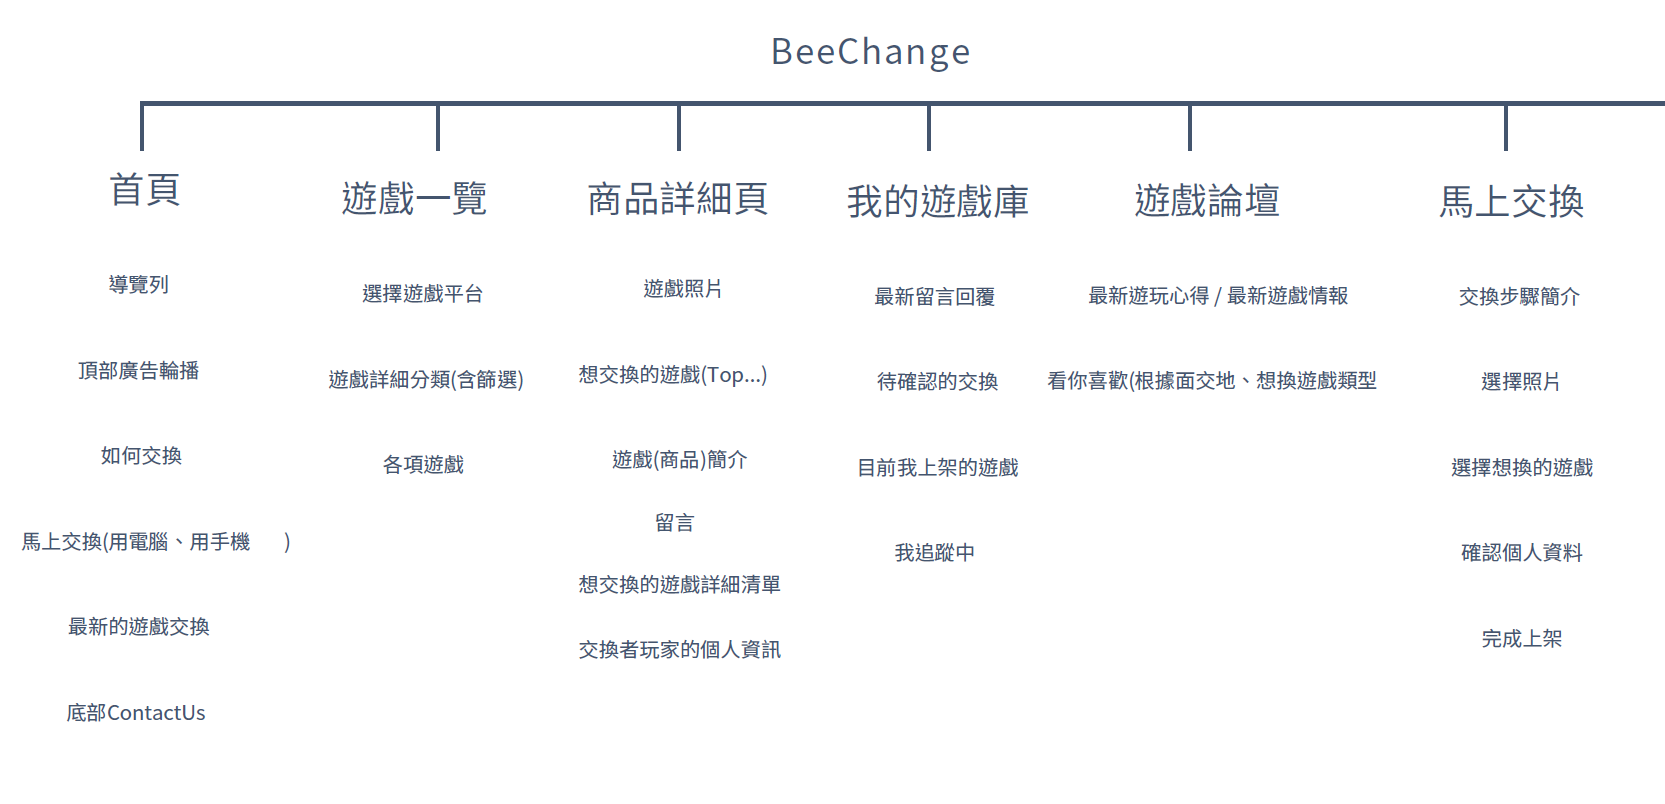 BeeChange
首頁
導覽列
頂部廣告輪播
如何交換
馬上交換(用電腦、用手機 )
最新的遊戲交換
底部ContactUs
遊戲一覽
選擇遊戲平台
遊戲詳細分類(含篩選)
各項遊戲
商品詳細頁
遊戲照片
想交換的遊戲(Top...)
遊戲(商品)簡介
留言
想交換的遊戲詳細清單
交換者玩家的個人資訊
我的遊戲庫
最新留言回覆
待確認的交換
目前我上架的遊戲
我追蹤中
遊戲論壇
最新遊玩心得 / 最新遊戲情報
看你喜歡(根據面交地、想換遊戲類型
馬上交換
交換步驟簡介
選擇照片
選擇想換的遊戲
確認個人資料
完成上架